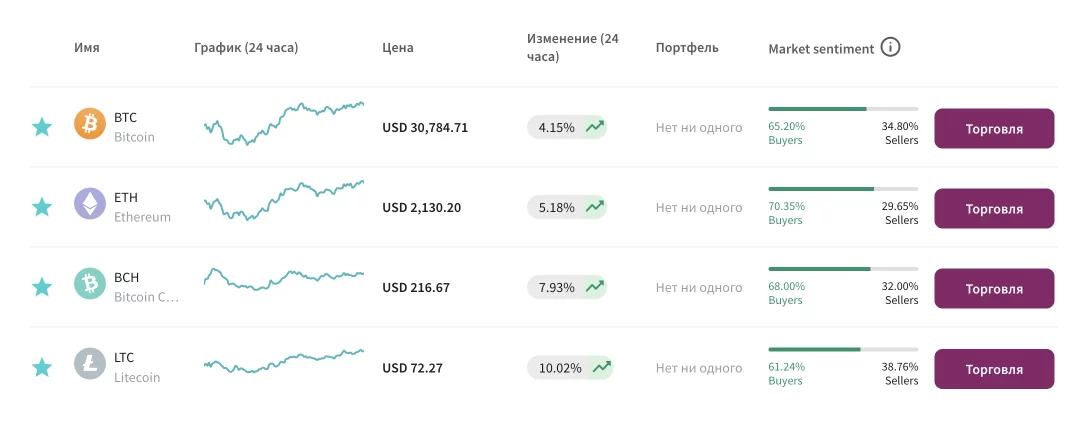 Имя
График (24 часа)
Цена
Изменение (24
часа)
Портфель
Market sentiment
BTC
Bitcoin
USD 30,784.71
4.15%
Нет ни одного
65.20%
Buyers
34.80%
Sellers
Торговля
ETH
Ethereum
USD 2,130.20
5.18%
Нет ни одного
70.35%
Buyers
29.65%
Sellers
Торговля
BCH
Bitcoin C...
USD 216.67
7.93%
Нет ни одного
68.00%
Buyers
32.00%
Sellers
Торговля
LTC
Litecoin
USD 72.27
10.02%
Нет ни одного
61.24%
Buyers
38.76%
Sellers
Торговля